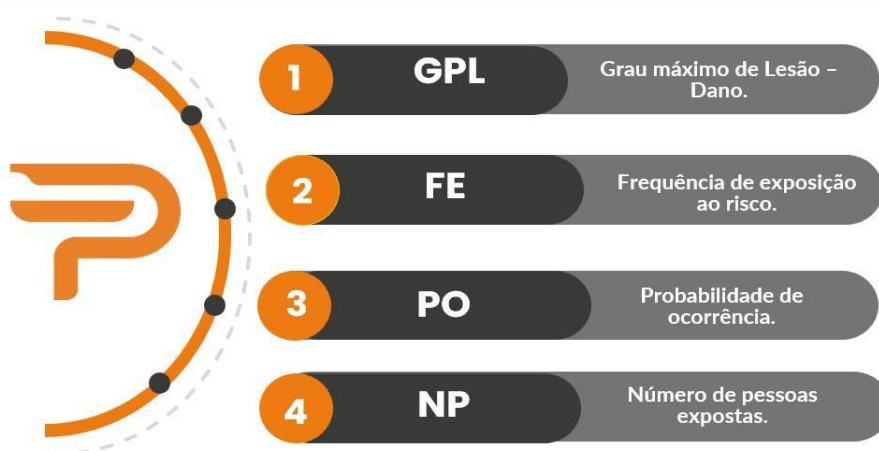 1
GPL
Grau máximo de Lesão –
Dano.
2
FE
Frequência de exposição
ao risco.
3
PO
Probabilidade de
ocorrência.
4
NP
Número de pessoas
expostas.